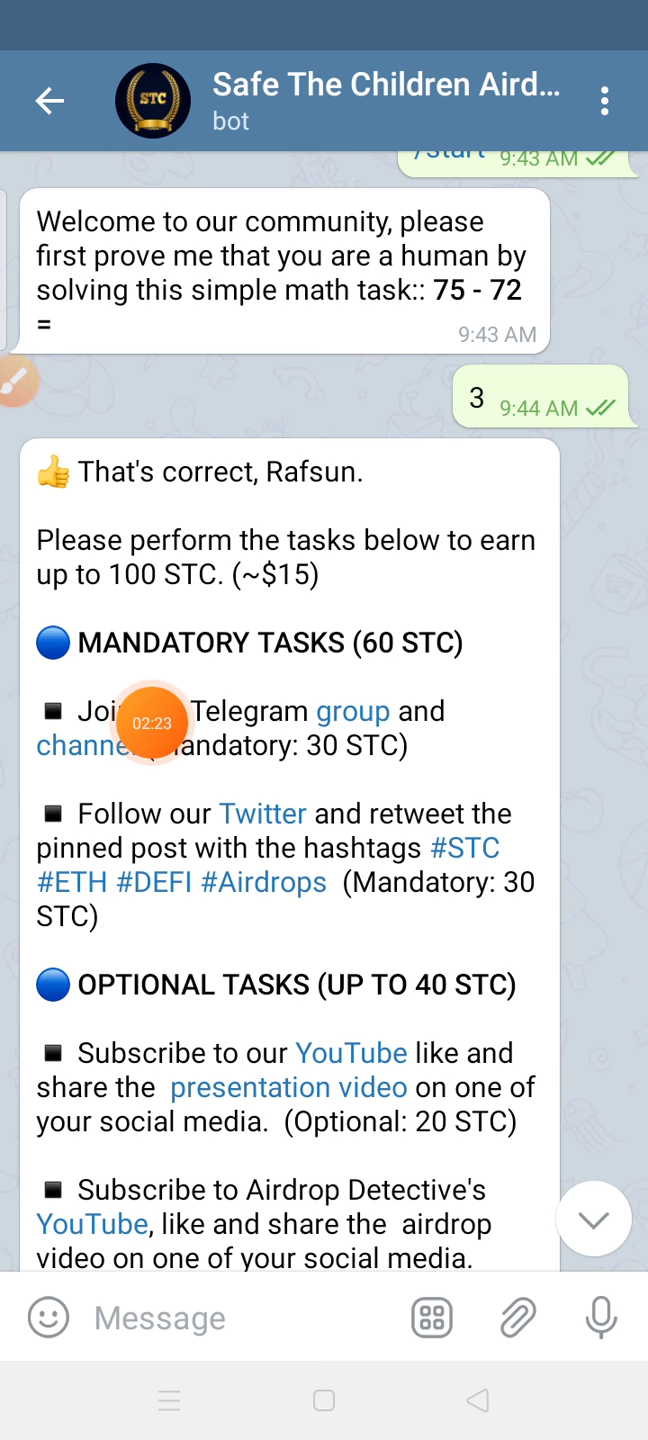 Safe The Children Aird...
STC
bot
/start 9:43 AM
Welcome to our community, please
first prove me that you are a human by
solving this simple math task:: 75 - 72
=
9:43 AM
3 9:44 AM
👍 That's correct, Rafsun.
Please perform the tasks below to earn
up to 100 STC. (~$15)
🔵 MANDATORY TASKS (60 STC)
▪️ Telegram group and
02:23
(Mandatory: 30 STC)
▪️ Follow our Twitter and retweet the
pinned post with the hashtags #STC
#ETH #DEFI #Airdrops (Mandatory: 30
STC)
🔵 OPTIONAL TASKS (UP TO 40 STC)
▪️ Subscribe to our YouTube like and
share the presentation video on one of
your social media. (Optional: 20 STC)
▪️ Subscribe to Airdrop Detective's
YouTube, like and share the airdrop
video on one of your social media.
Message